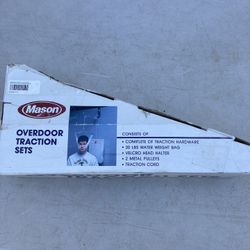 Mason
OVERDOOR
TRACTION
SETS
CONSISTS OF:
• COMPLETE OF TRACTION HARDWARE
• 20 LBS WATER WEIGHT BAG
• VELCRO HEAD HALTER
• 2 METAL PULLEYS
• TRACTION CORD